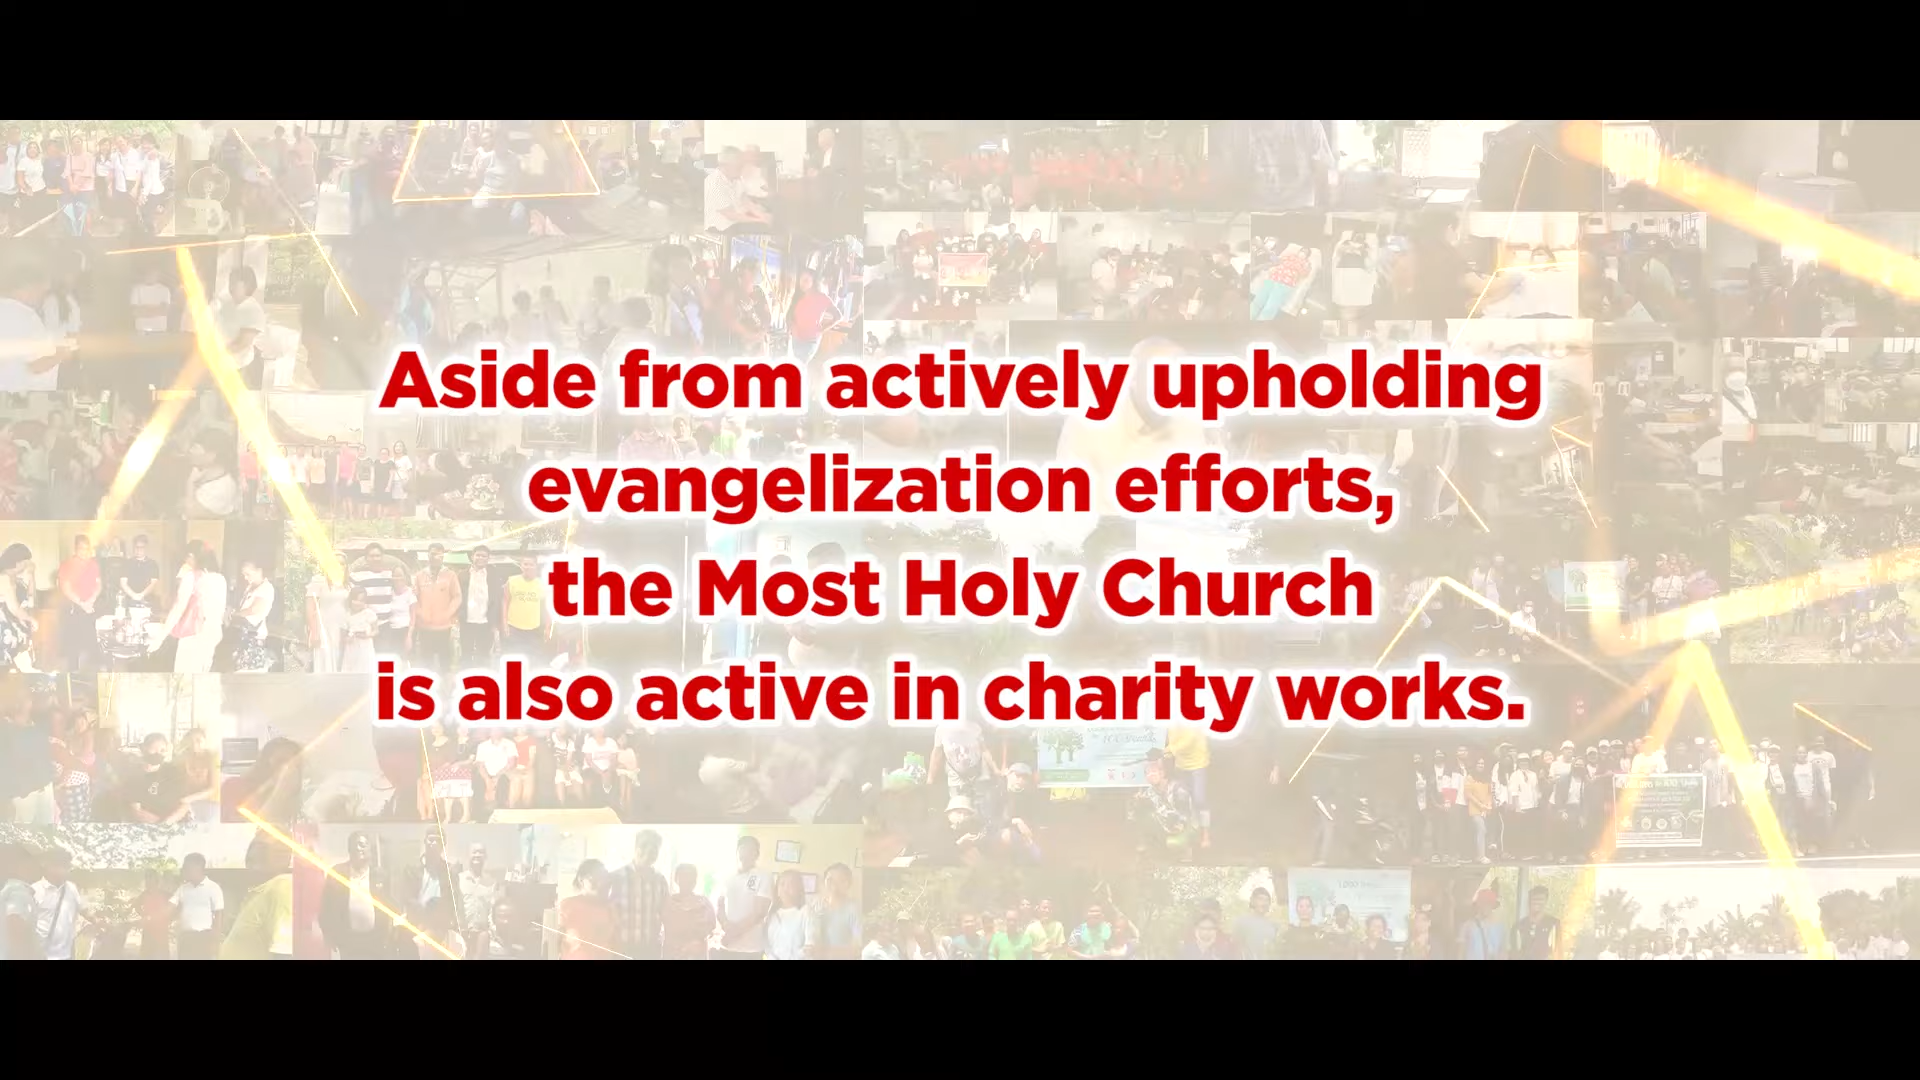 Aside from actively upholding
evangelization efforts,
the Most Holy Church
is also active in charity works.